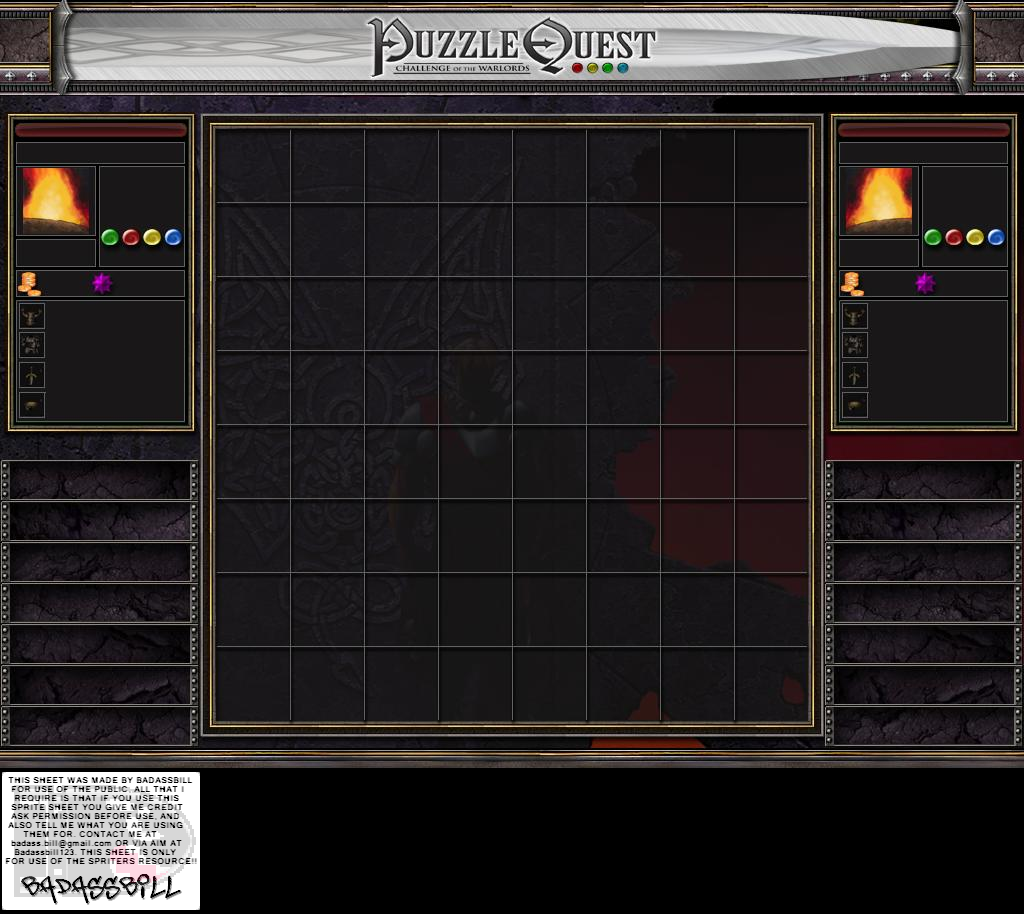 PUZZLE QUEST
CHALLENGE OF THE WARLORDS
THIS SHEET WAS MADE BY BADASSBILL
FOR USE OF THE PUBLIC, ALL THAT I
REQUIRE IS THAT IF YOU USE THIS
SPRITE SHEET YOU GIVE ME CREDIT
ASK PERMISSION BEFORE USE, AND
ALSO TELL ME WHAT YOU ARE USING
THEM FOR. CONTACT ME AT
badass.bill@gmail.com OR VIA AIM AT
Badassbill123. THIS SHEET IS ONLY
FOR USE OF THE SPRITERS RESOURCE!!
BADASSBILL